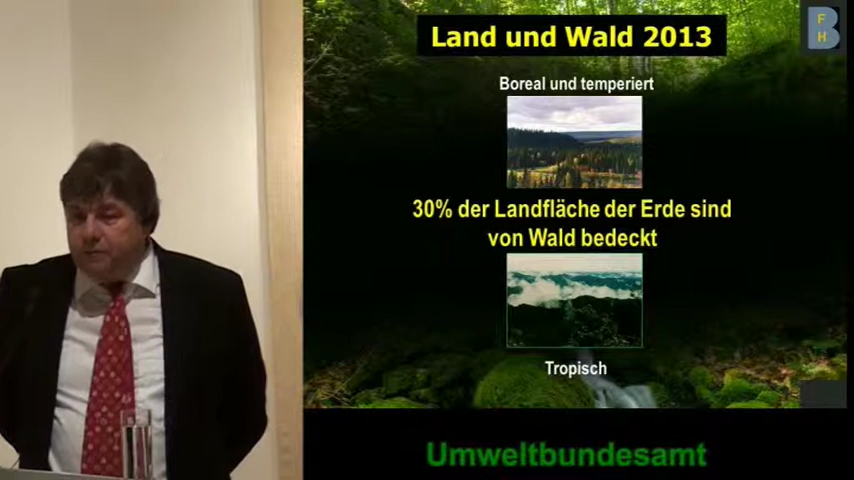 Land und Wald 2013
F
H
Boreal und temperiert
30% der Landfläche der Erde sind
von Wald bedeckt
Tropisch
Umweltbundesamt